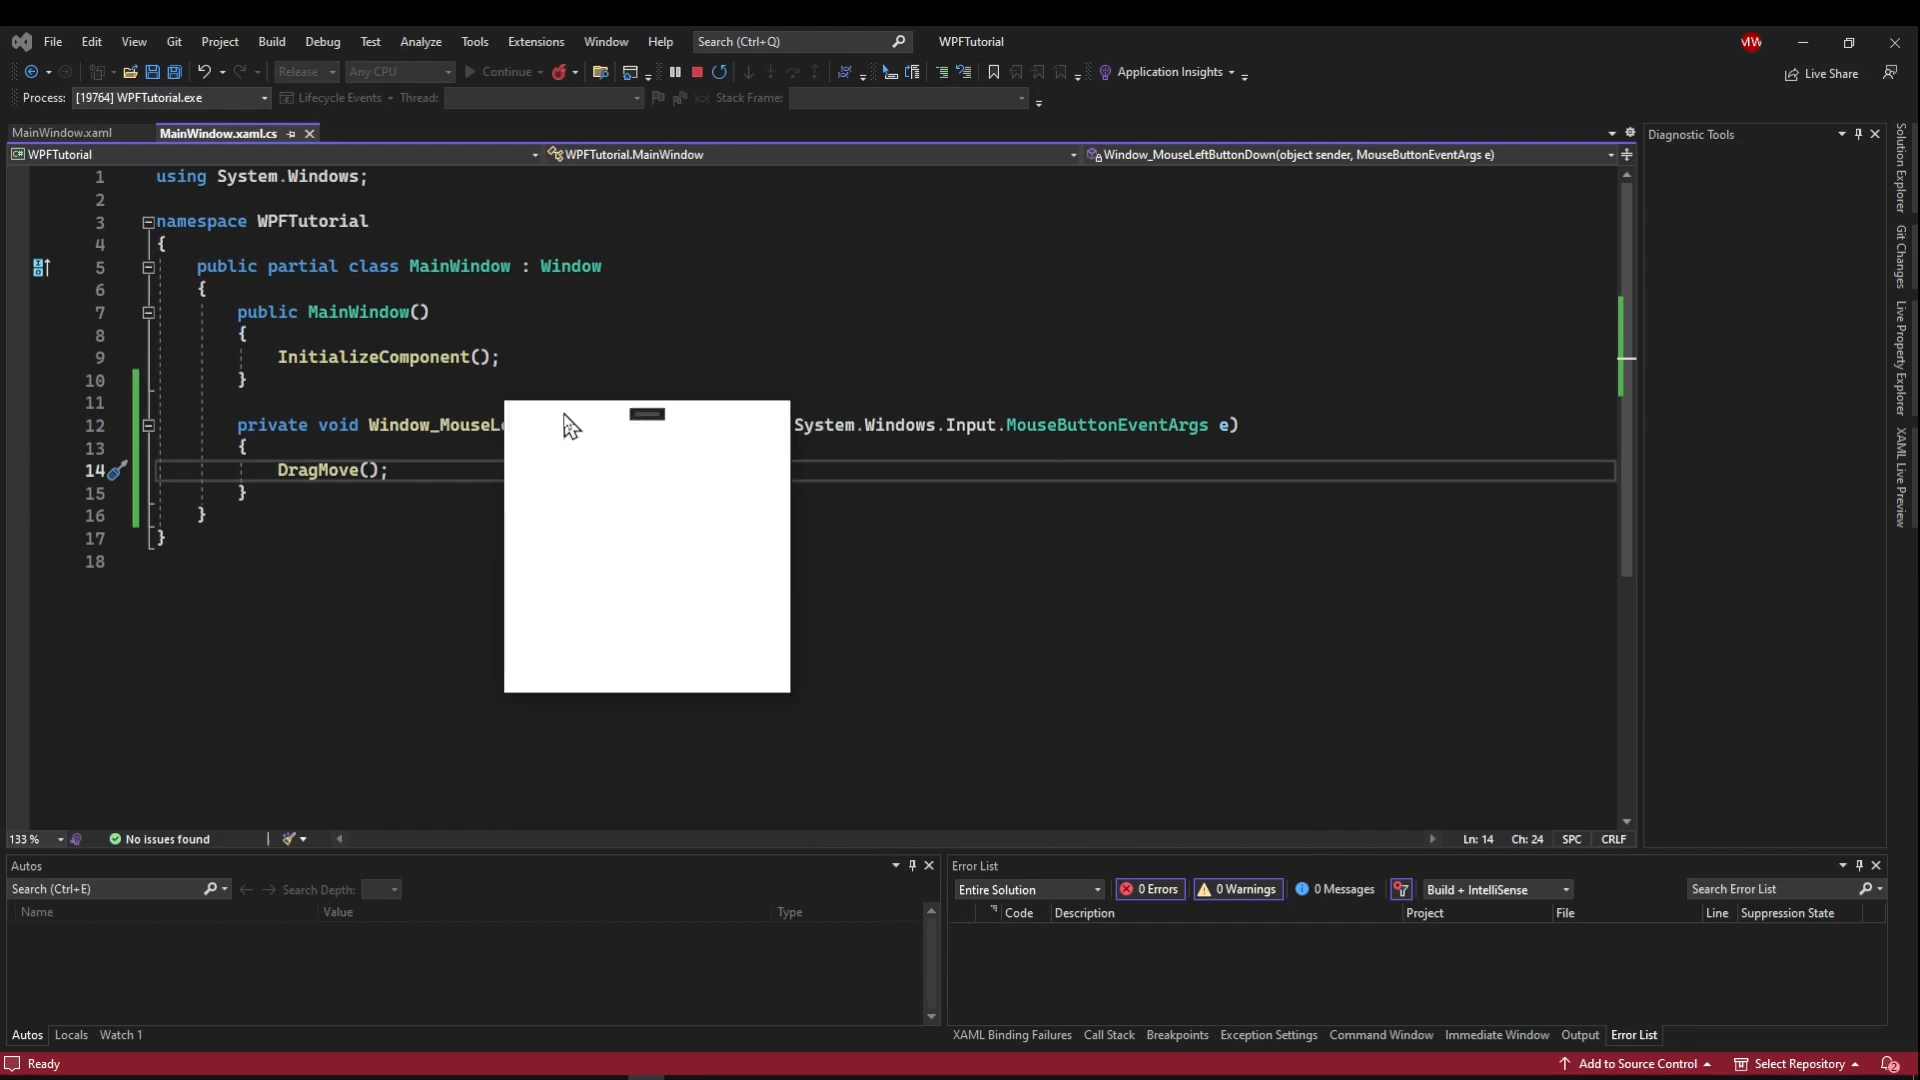 File Edit View Git Project Build Debug Test Analyze Tools Extensions Window Help Search (Ctrl+Q) WPFTutorial MW
Release Any CPU Continue Application Insights Live Share
Process: [19764] WPFTutorial.exe Lifecycle Events Thread: Stack Frame:
MainWindow.xaml MainWindow.xaml.cs Diagnostic Tools
WPFTutorial WPFTutorial.MainWindow Window_MouseLeftButtonDown(object sender, MouseButtonEventArgs e)
1 using System.Windows;
2
3 namespace WPFTutorial
4 {
5 public partial class MainWindow : Window
6 {
7 public MainWindow()
8 {
9 InitializeComponent();
10 }
11
12 private void Window_MouseL System.Windows.Input.MouseButtonEventArgs e)
13 {
14 DragMove();
15 }
16 }
17 }
18
Solution Explorer
Git Changes
Live Property Explorer
XAML Live Preview
133 % No issues found Ln: 14 Ch: 24 SPC CRLF
Autos
Search (Ctrl+E) Search Depth:
Name Value Type
Autos Locals Watch 1
Error List
Entire Solution 0 Errors 0 Warnings 0 Messages Build + IntelliSense Search Error List
Code Description Project File Line Suppression State
XAML Binding Failures Call Stack Breakpoints Exception Settings Command Window Immediate Window Output Error List
Ready Add to Source Control Select Repository 2